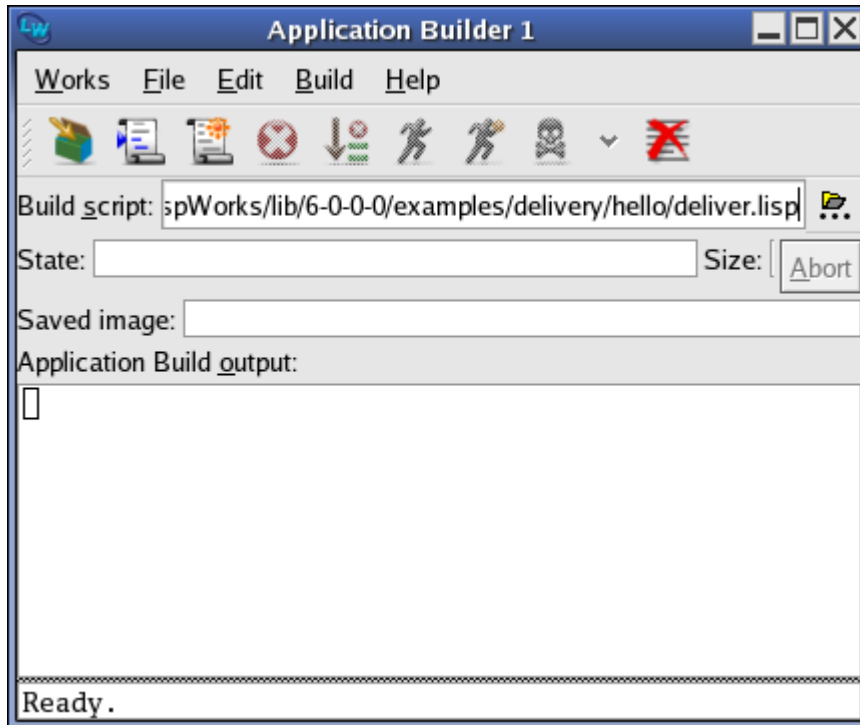 LW Application Builder 1
Works File Edit Build Help
Build script: spWorks/lib/6-0-0-0/examples/delivery/hello/deliver.lisp
State: Size: Abort
Saved image:
Application Build output:
Ready.